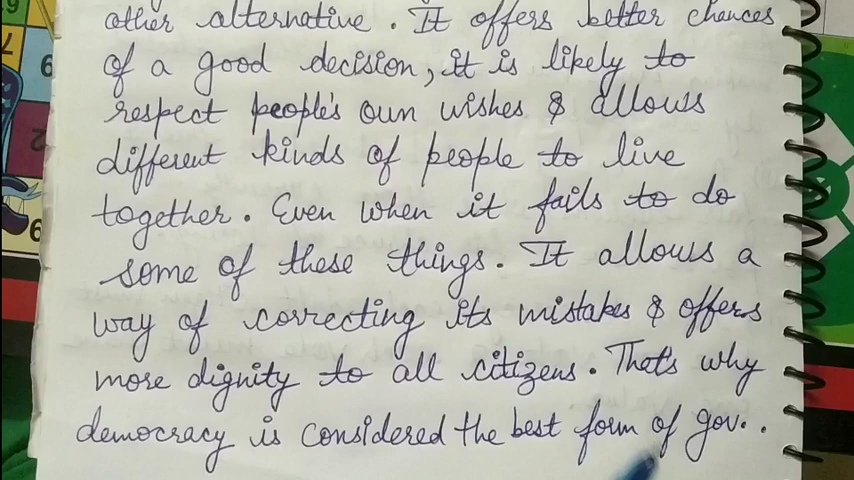 other alternative. It offers better chances
of a good decision, it is likely to
respect people's own wishes & allows
different kinds of people to live
together. Even when it fails to do
some of these things. It allows a
way of correcting its mistakes & offers
more dignity to all citizens. That's why
democracy is considered the best form of gov..